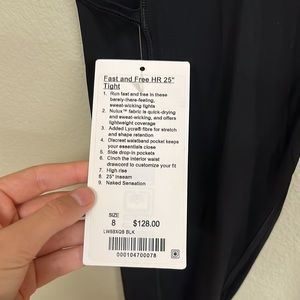 Fast and Free HR 25"
Tight
1. Run fast and free in these
barely-there-feeling,
sweat-wicking tights
2. Nulux™ fabric is quick-drying
and sweat-wicking, and offers
lightweight coverage
3. Added Lycra® fibre for stretch
and shape retention
4. Discreet waistband pocket keeps
your essentials close
5. Side drop-in pockets
6. Cinch the interior waist
drawcord to customize your fit
7. High rise
8. 25" inseam
9. Naked Sensation
SIZE
8 $128.00
LW5BXQS BLK
000104700078